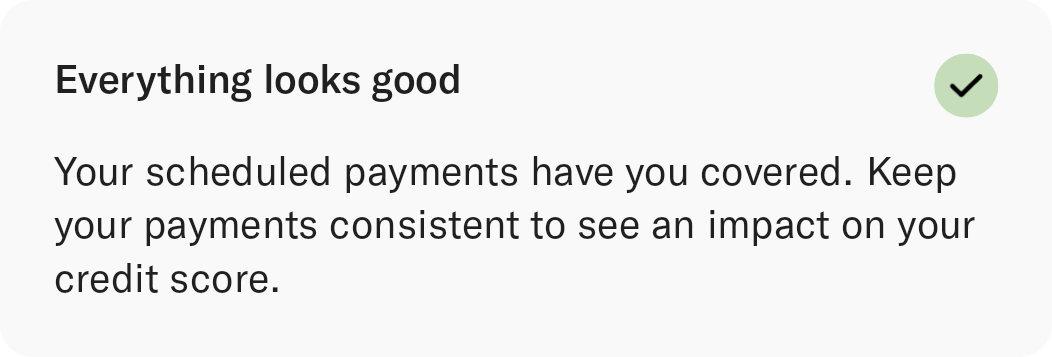 Everything looks good
Your scheduled payments have you covered. Keep
your payments consistent to see an impact on your
credit score.